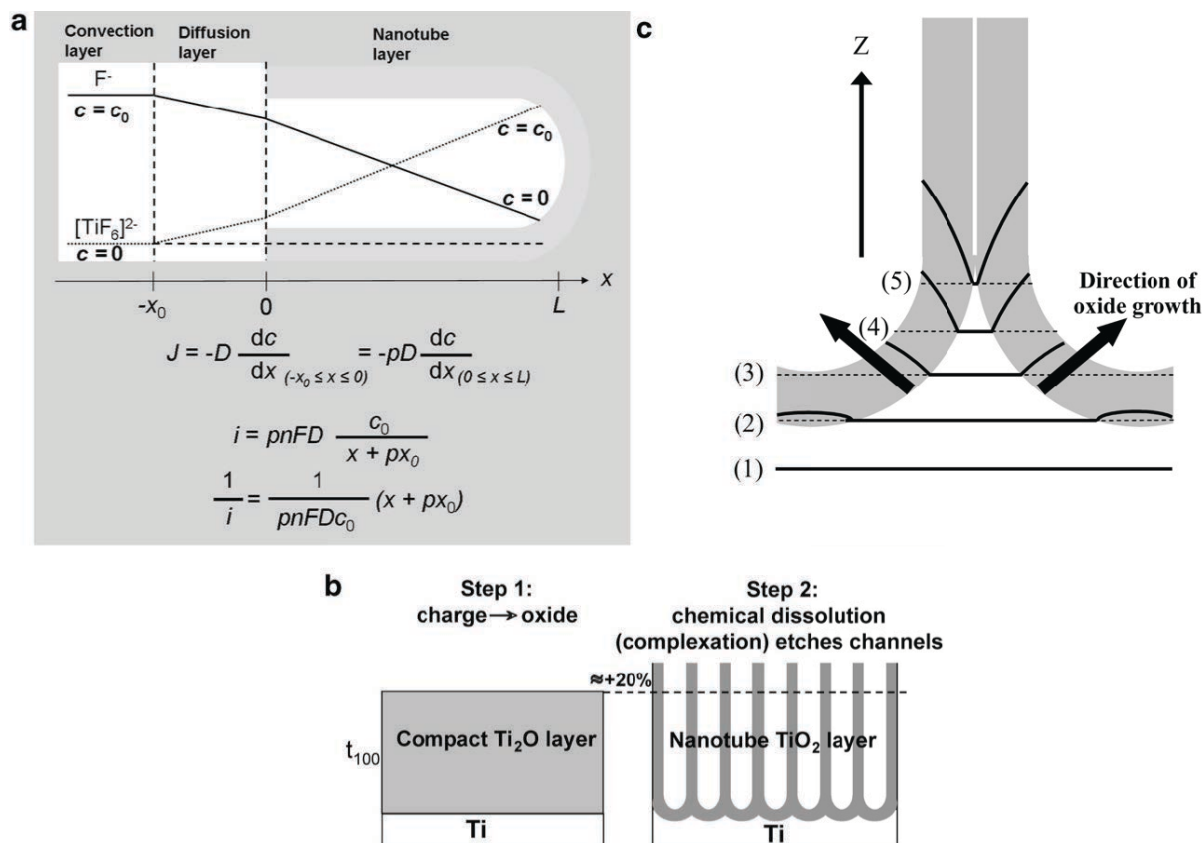 a
Convection layer
Diffusion layer
Nanotube layer
F-
c = c0
c = c0
c = 0
[TiF6]2-
c = 0
x
-x0
0
L
J = -D dc/dx (-x0 ≤ x ≤ 0) = -pD dc/dx (0 ≤ x ≤ L)
i = pnFD c0/(x + px0)
1/i = 1/(pnFDc0) (x + px0)
c
Z
(5)
Direction of
oxide growth
(4)
(3)
(2)
(1)
b
Step 1:
charge→oxide
Step 2:
chemical dissolution
(complexation) etches channels
≈+20%
t100
Compact Ti2O layer
Nanotube TiO2 layer
Ti
Ti